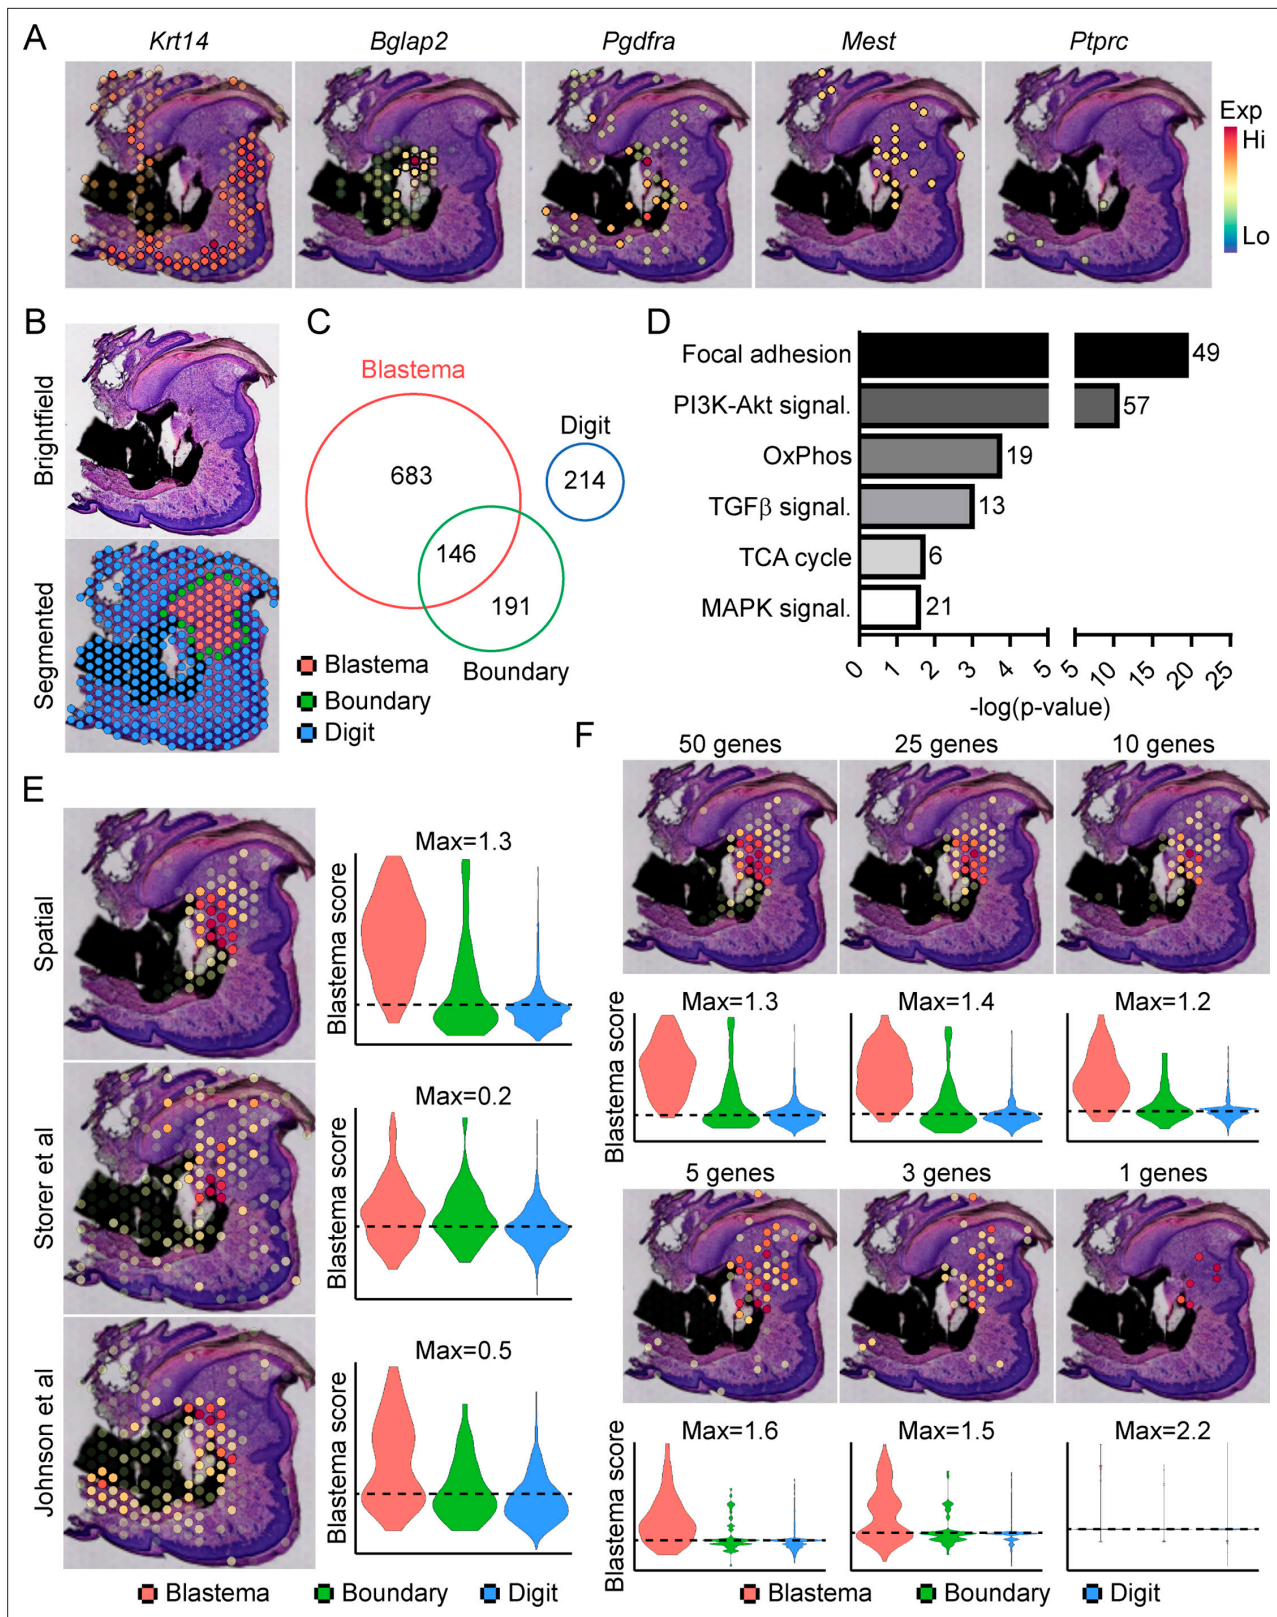 A
Krt14 Bglap2 Pgdfra Mest Ptprc
Exp
Hi
Lo
B
Brightfield
Segmented
Blastema
Boundary
Digit
C
Blastema
683
146
191
Boundary
Digit
214
D
Focal adhesion 49
PI3K-Akt signal. 57
OxPhos 19
TGFβ signal. 13
TCA cycle 6
MAPK signal. 21
0 1 2 3 4 5 5 10 15 20 25
-log(p-value)
E
Spatial
Max=1.3
Blastema score
Storer et al
Max=0.2
Blastema score
Johnson et al
Max=0.5
Blastema score
Blastema Boundary Digit
F
50 genes 25 genes 10 genes
Max=1.3 Max=1.4 Max=1.2
Blastema score
5 genes 3 genes 1 genes
Max=1.6 Max=1.5 Max=2.2
Blastema score
Blastema Boundary Digit